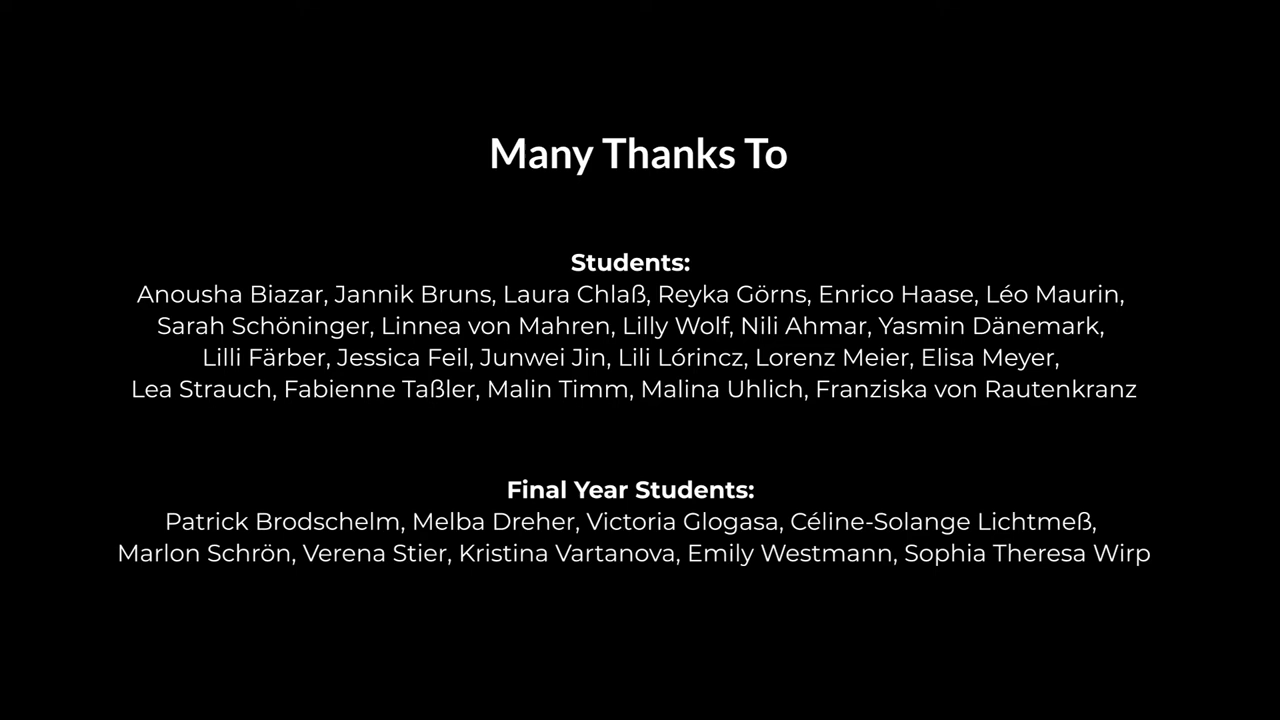 Many Thanks To
Students:
Anousha Biazar, Jannik Bruns, Laura Chlaß, Reyka Görns, Enrico Haase, Léo Maurin,
Sarah Schöninger, Linnea von Mahren, Lilly Wolf, Nili Ahmar, Yasmin Dänemark,
Lilli Färber, Jessica Feil, Junwei Jin, Lili Lórincz, Lorenz Meier, Elisa Meyer,
Lea Strauch, Fabienne Taßler, Malin Timm, Malina Uhlich, Franziska von Rautenkranz
Final Year Students:
Patrick Brodschelm, Melba Dreher, Victoria Glogasa, Céline-Solange Lichtmeß,
Marlon Schrön, Verena Stier, Kristina Vartanova, Emily Westmann, Sophia Theresa Wirp